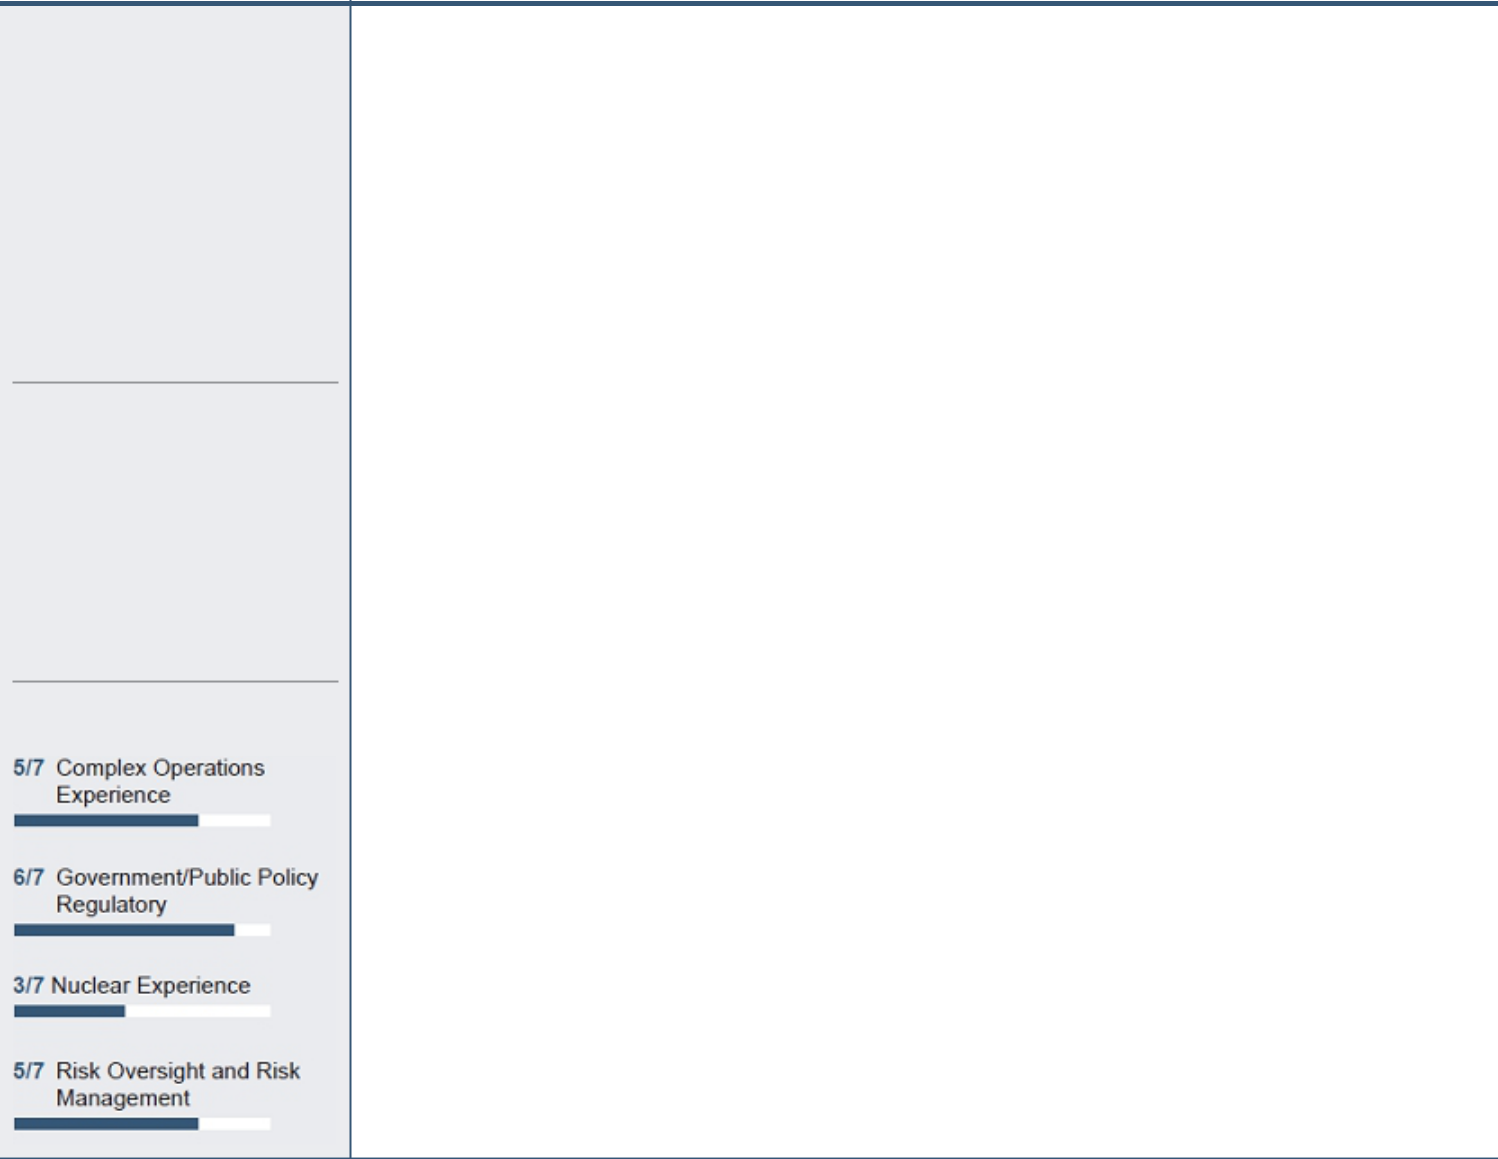 5/7 Complex Operations
Experience
6/7 Government/Public Policy
Regulatory
3/7 Nuclear Experience
5/7 Risk Oversight and Risk
Management